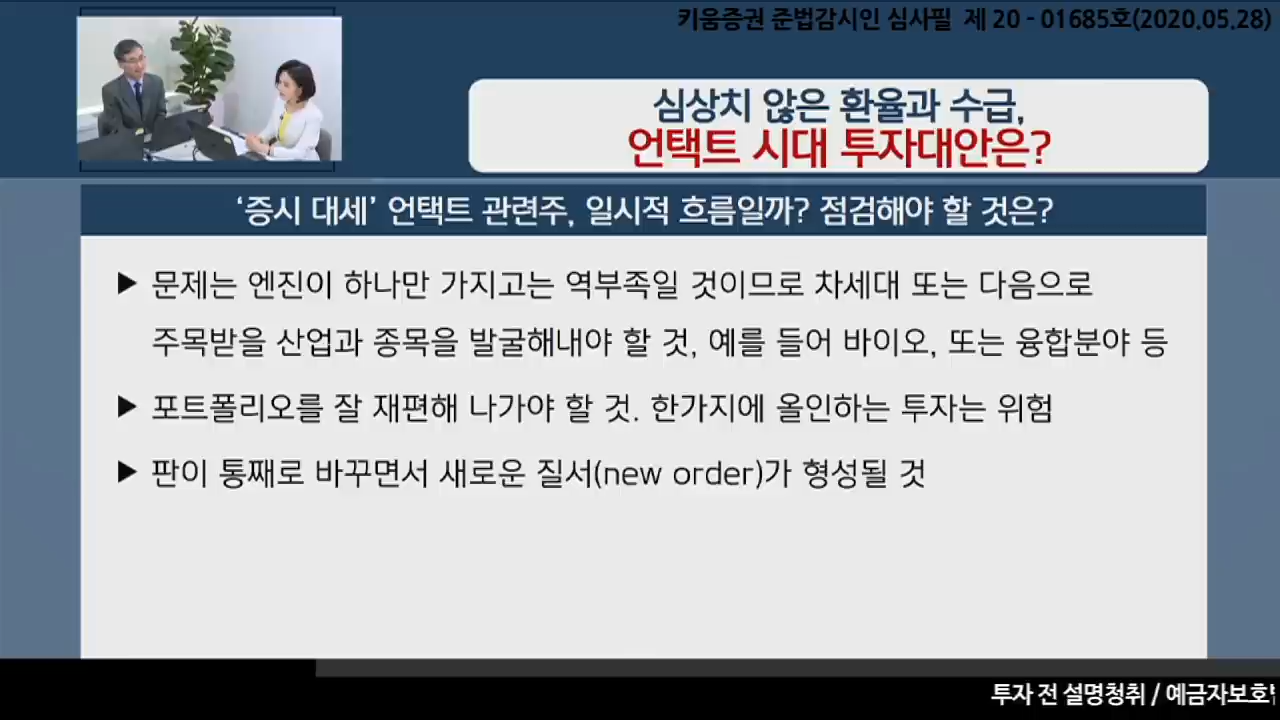 키움증권 준법감시인 심사필 제 20 - 01685호(2020.05.28)
심상치 않은 환율과 수급,
언택트 시대 투자대안은?
‘증시 대세’ 언택트 관련주, 일시적 흐름일까? 점검해야 할 것은?
▶ 문제는 엔진이 하나만 가지고는 역부족일 것이므로 차세대 또는 다음으로
주목받을 산업과 종목을 발굴해내야 할 것, 예를 들어 바이오, 또는 융합분야 등
▶ 포트폴리오를 잘 재편해 나가야 할 것. 한가지에 올인하는 투자는 위험
▶ 판이 통째로 바꾸면서 새로운 질서(new order)가 형성될 것
투자 전 설명청취 / 예금자보호